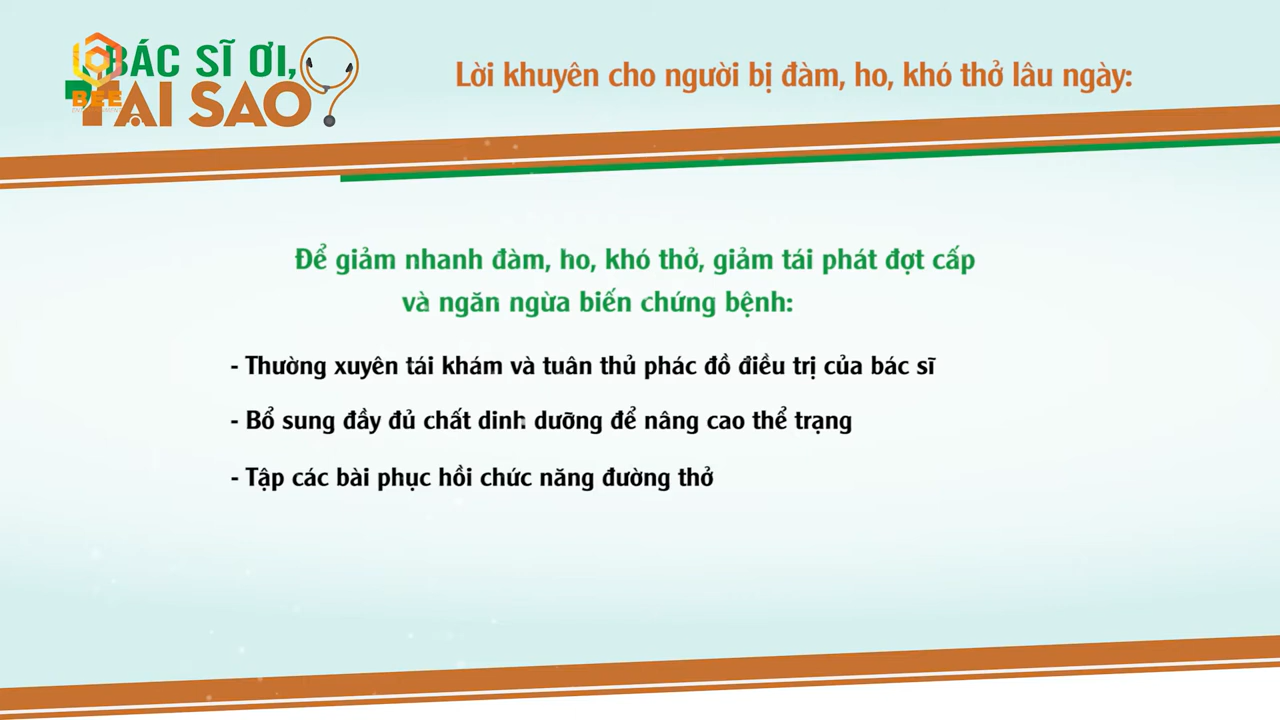 BÁC SĨ ƠI,
TẠI SAO?
BEE
Lời khuyên cho người bị đàm, ho, khó thở lâu ngày:
Để giảm nhanh đàm, ho, khó thở, giảm tái phát đợt cấp
và ngăn ngừa biến chứng bệnh:
- Thường xuyên tái khám và tuân thủ phác đồ điều trị của bác sĩ
- Bổ sung đầy đủ chất dinh dưỡng để nâng cao thể trạng
- Tập các bài phục hồi chức năng đường thở